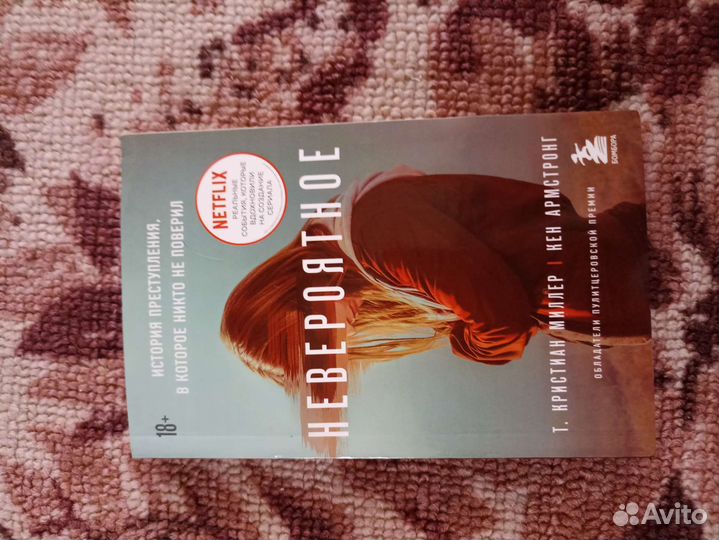 18+
ИСТОРИЯ ПРЕСТУПЛЕНИЯ,
В КОТОРОЕ НИКТО НЕ ПОВЕРИЛ
NETFLIX
РЕАЛЬНЫЕ
СОБЫТИЯ, КОТОРЫЕ
ВДОХНОВИЛИ
НА СОЗДАНИЕ
СЕРИАЛА
НЕВЕРОЯТНОЕ
Т. КРИСТИАН МИЛЛЕР | КЕН АРМСТРОНГ
ОБЛАДАТЕЛИ ПУЛИТЦЕРОВСКОЙ ПРЕМИИ
БОМБОРА
Avito